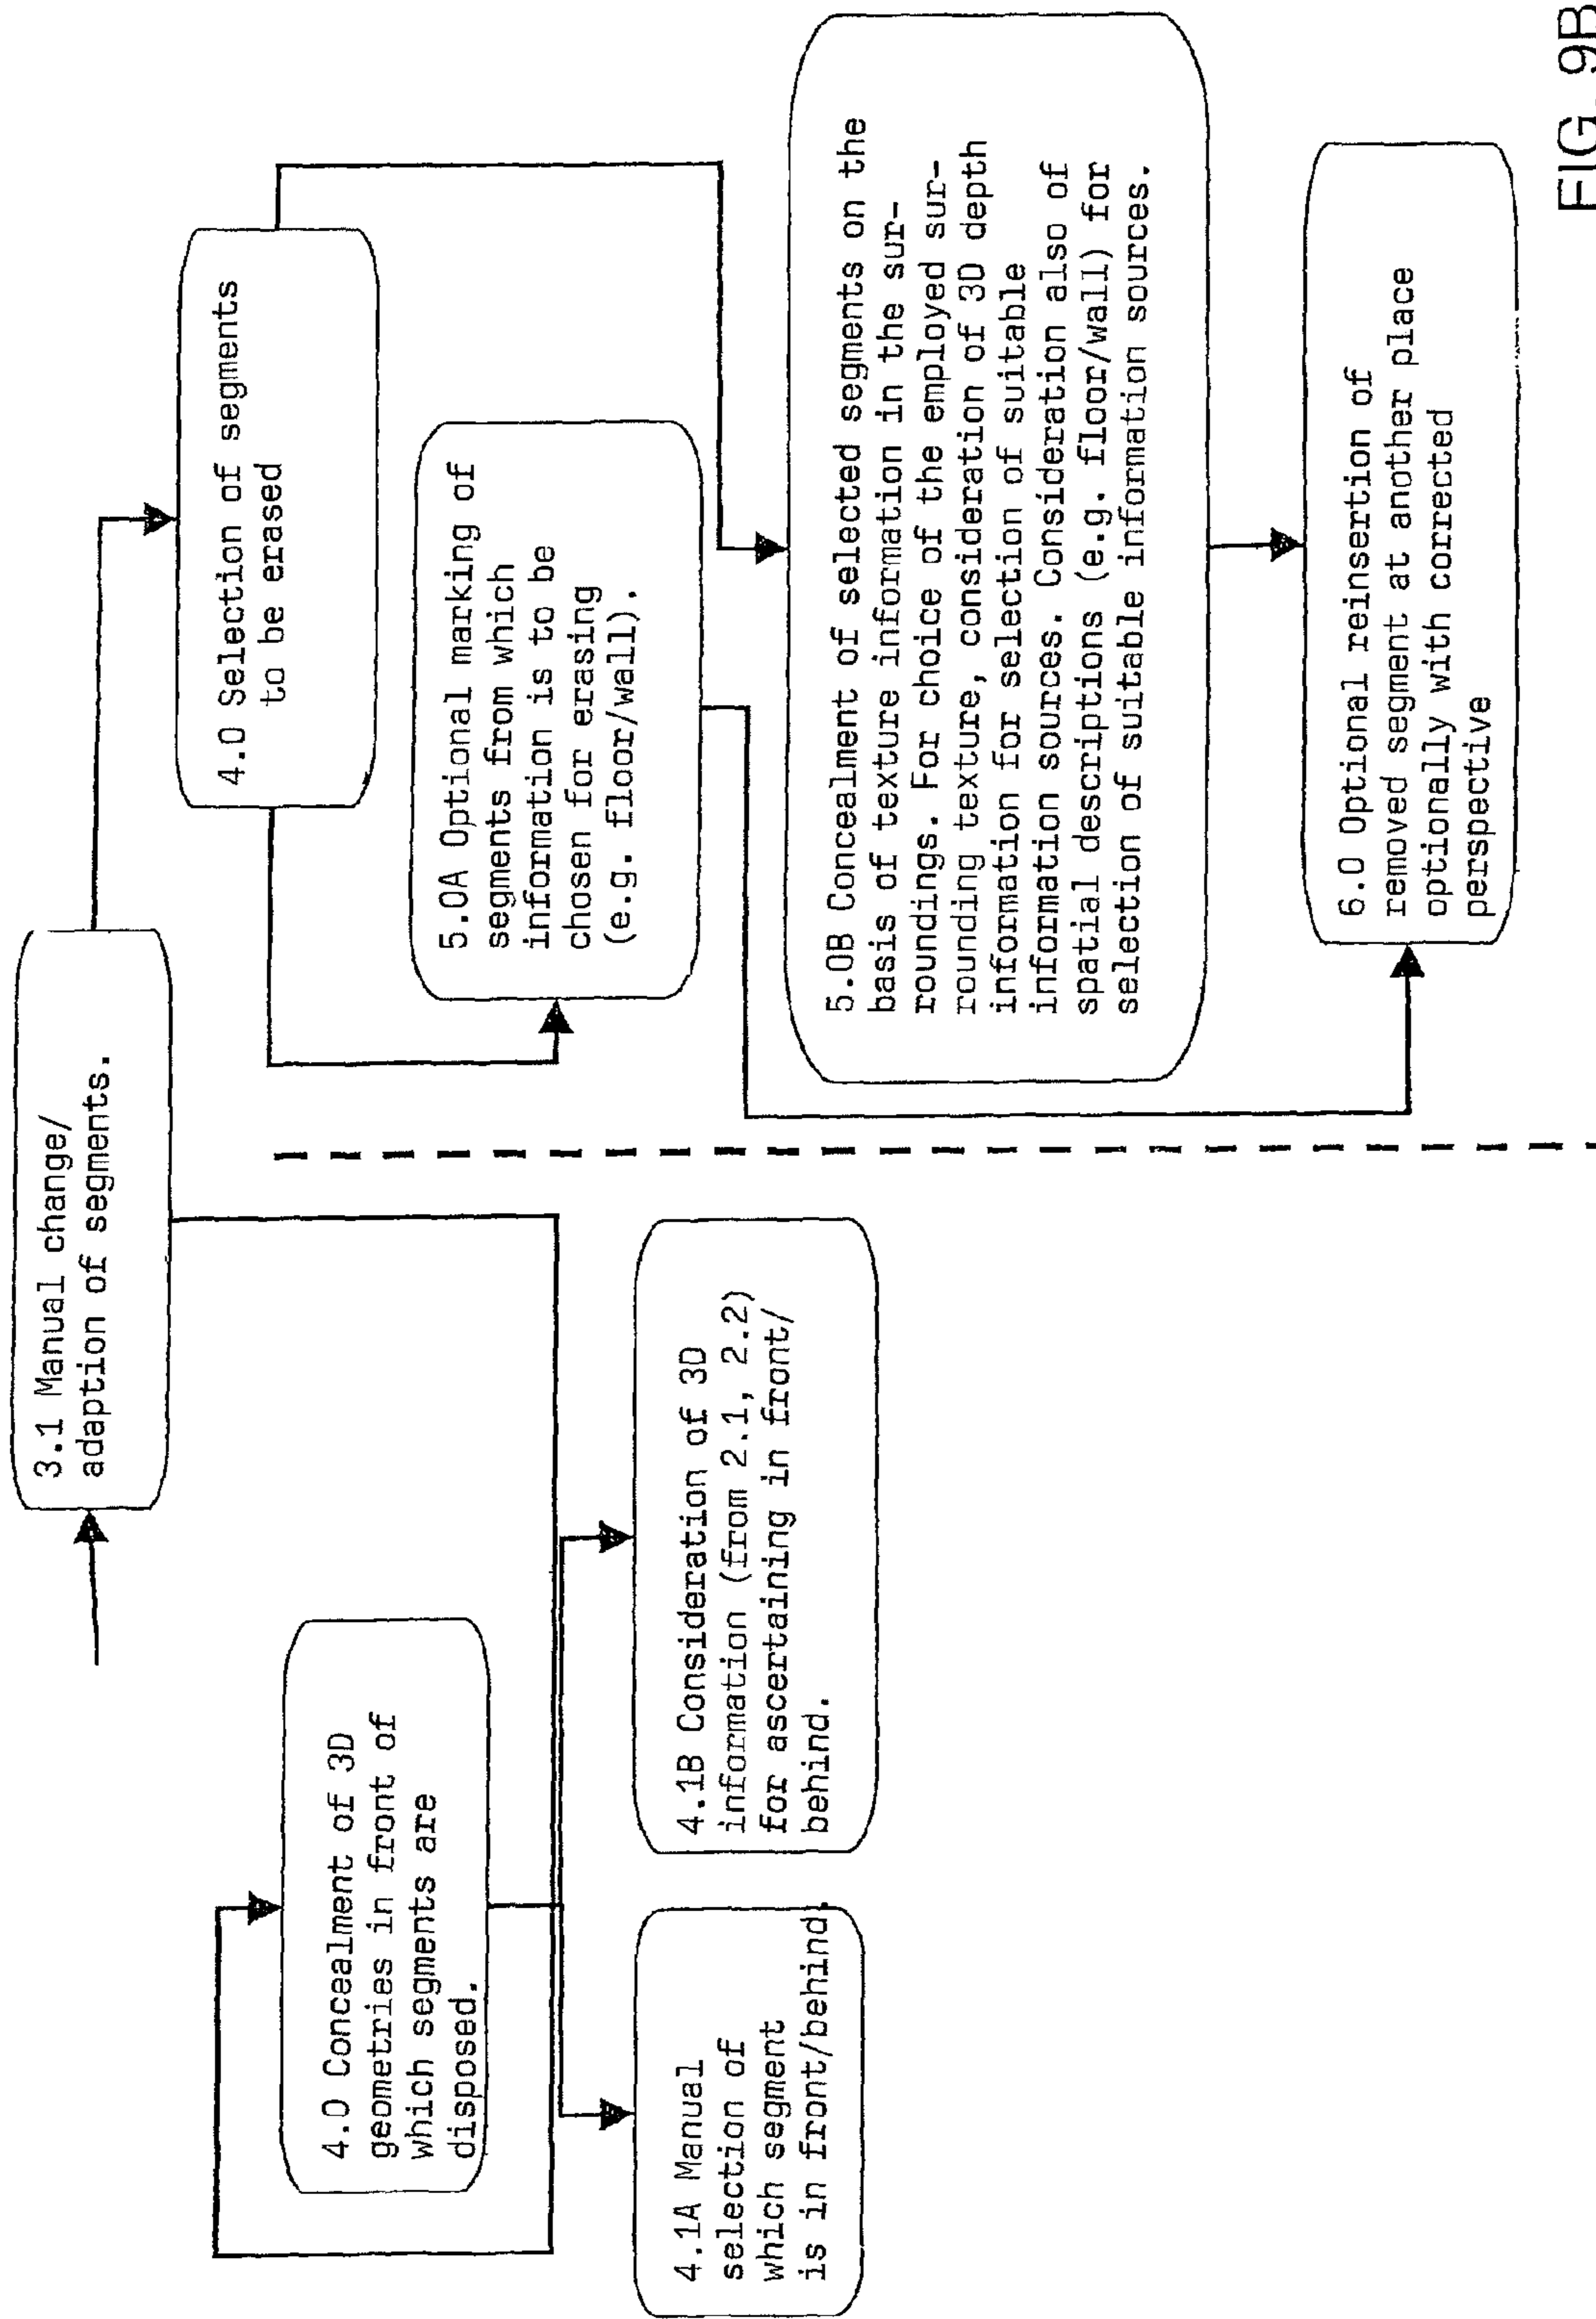 3.1 Manual change/
adaption of segments.
4.0 Concealment of 3D
geometries in front of
which segments are
disposed.
4.1A Manual
selection of
which segment
is in front/behind.
4.1B Consideration of 3D
information (from 2.1, 2.2)
for ascertaining in front/
behind.
4.0 Selection of segments
to be erased
5.0A Optional marking of
segments from which
information is to be
chosen for erasing
(e.g. floor/wall).
5.0B Concealment of selected segments on the
basis of texture information in the sur-
roundings. For choice of the employed sur-
rounding texture, consideration of 3D depth
information for selection of suitable
information sources. Consideration also of
spatial descriptions (e.g. floor/wall) for
selection of suitable information sources.
6.0 Optional reinsertion of
removed segment at another place
optionally with corrected
perspective
FIG. 9B